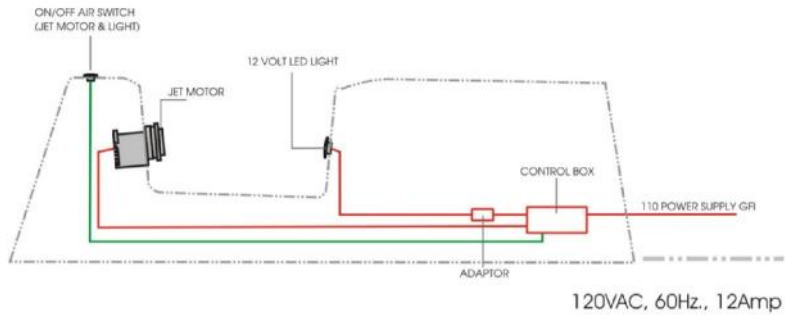 ON/OFF AIR SWITCH
(JET MOTOR & LIGHT)
12 VOLT LED LIGHT
JET MOTOR
CONTROL BOX
110 POWER SUPPLY GFI
ADAPTOR
120VAC, 60Hz., 12Amp